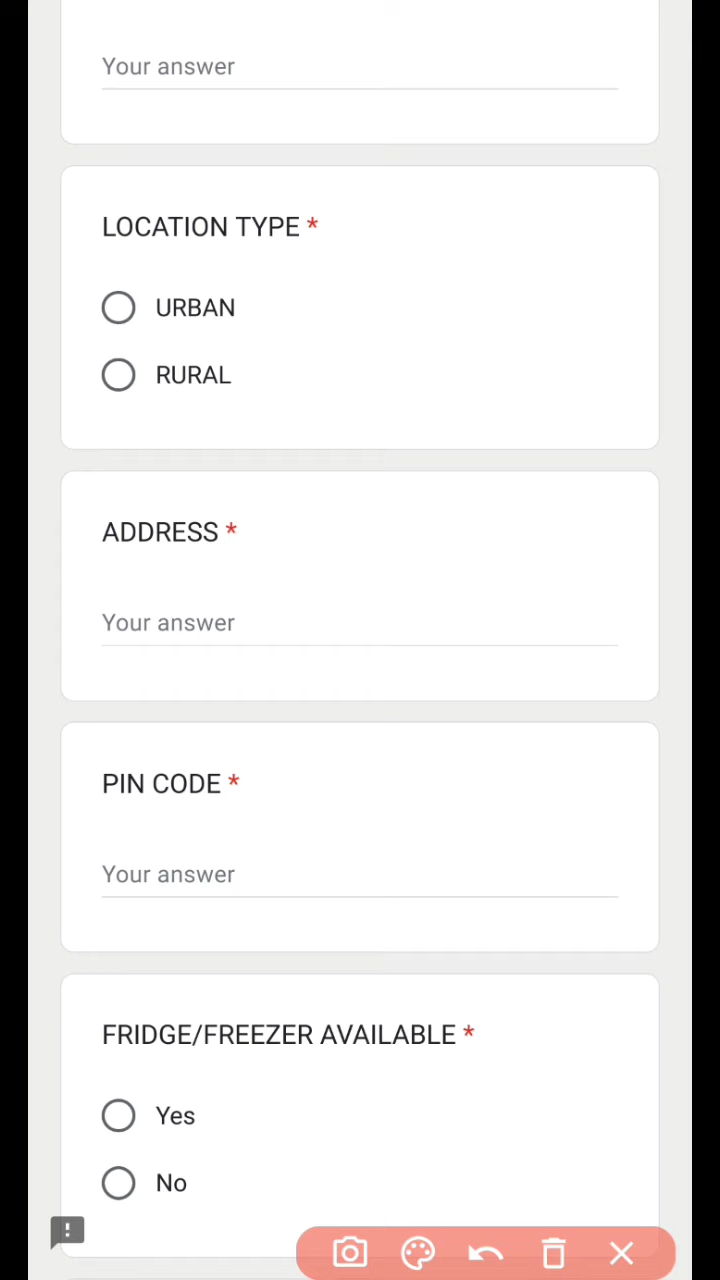 Your answer
LOCATION TYPE *
URBAN
RURAL
ADDRESS *
Your answer
PIN CODE *
Your answer
FRIDGE/FREEZER AVAILABLE *
Yes
No